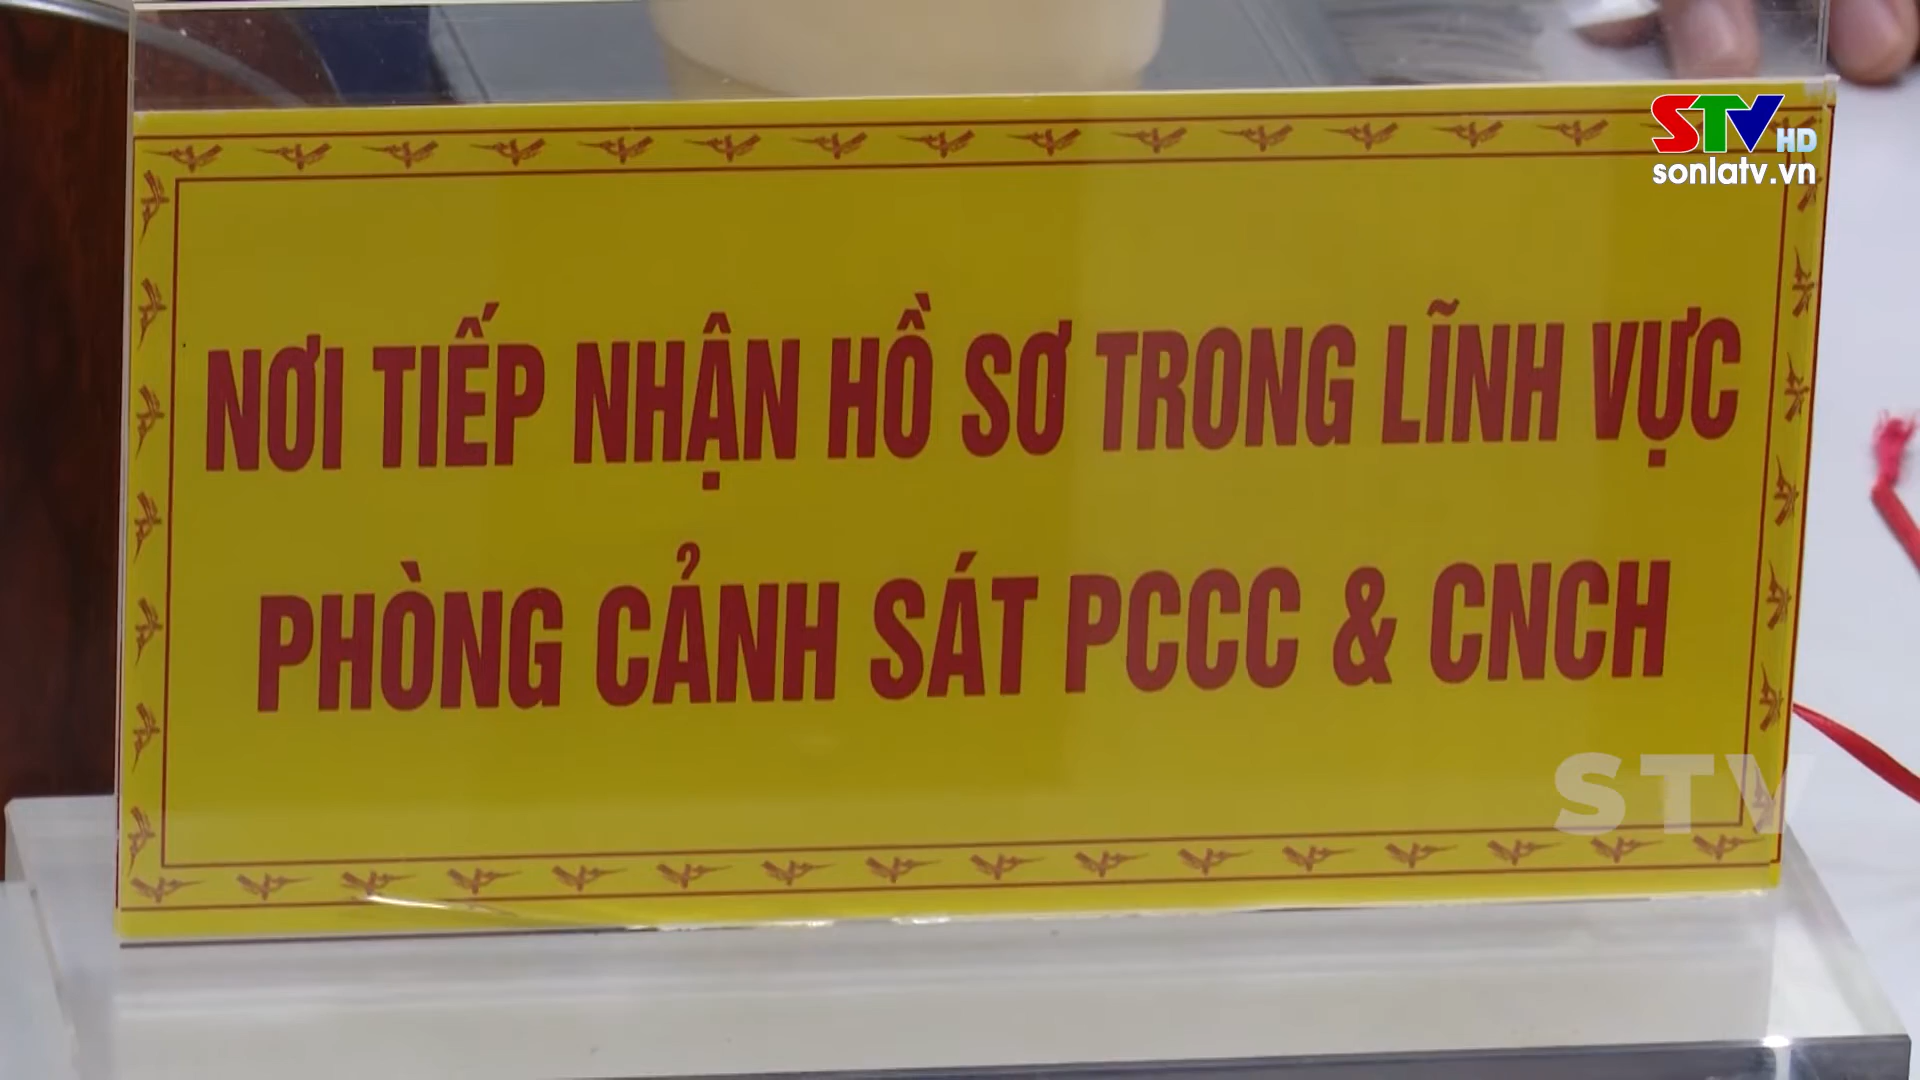 STV HD
sonlatv.vn
NƠI TIẾP NHẬN HỒ SƠ TRONG LĨNH VỰC
PHÒNG CẢNH SÁT PCCC & CNCH
STV